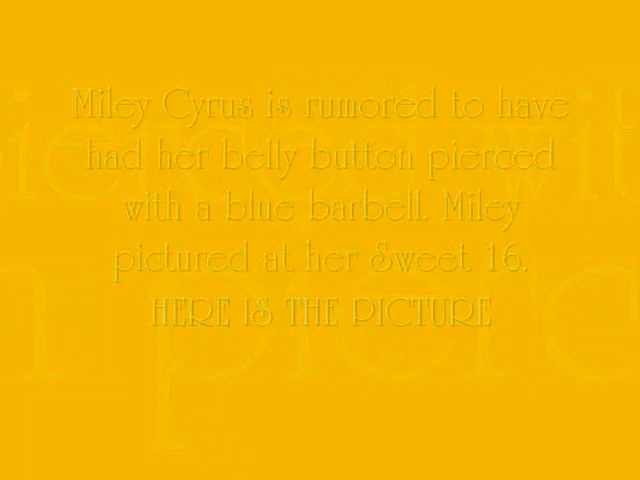 Miley Cyrus is rumored to have
had her belly button pierced
with a blue barbell. Miley
pictured at her Sweet 16.
HERE IS THE PICTURE